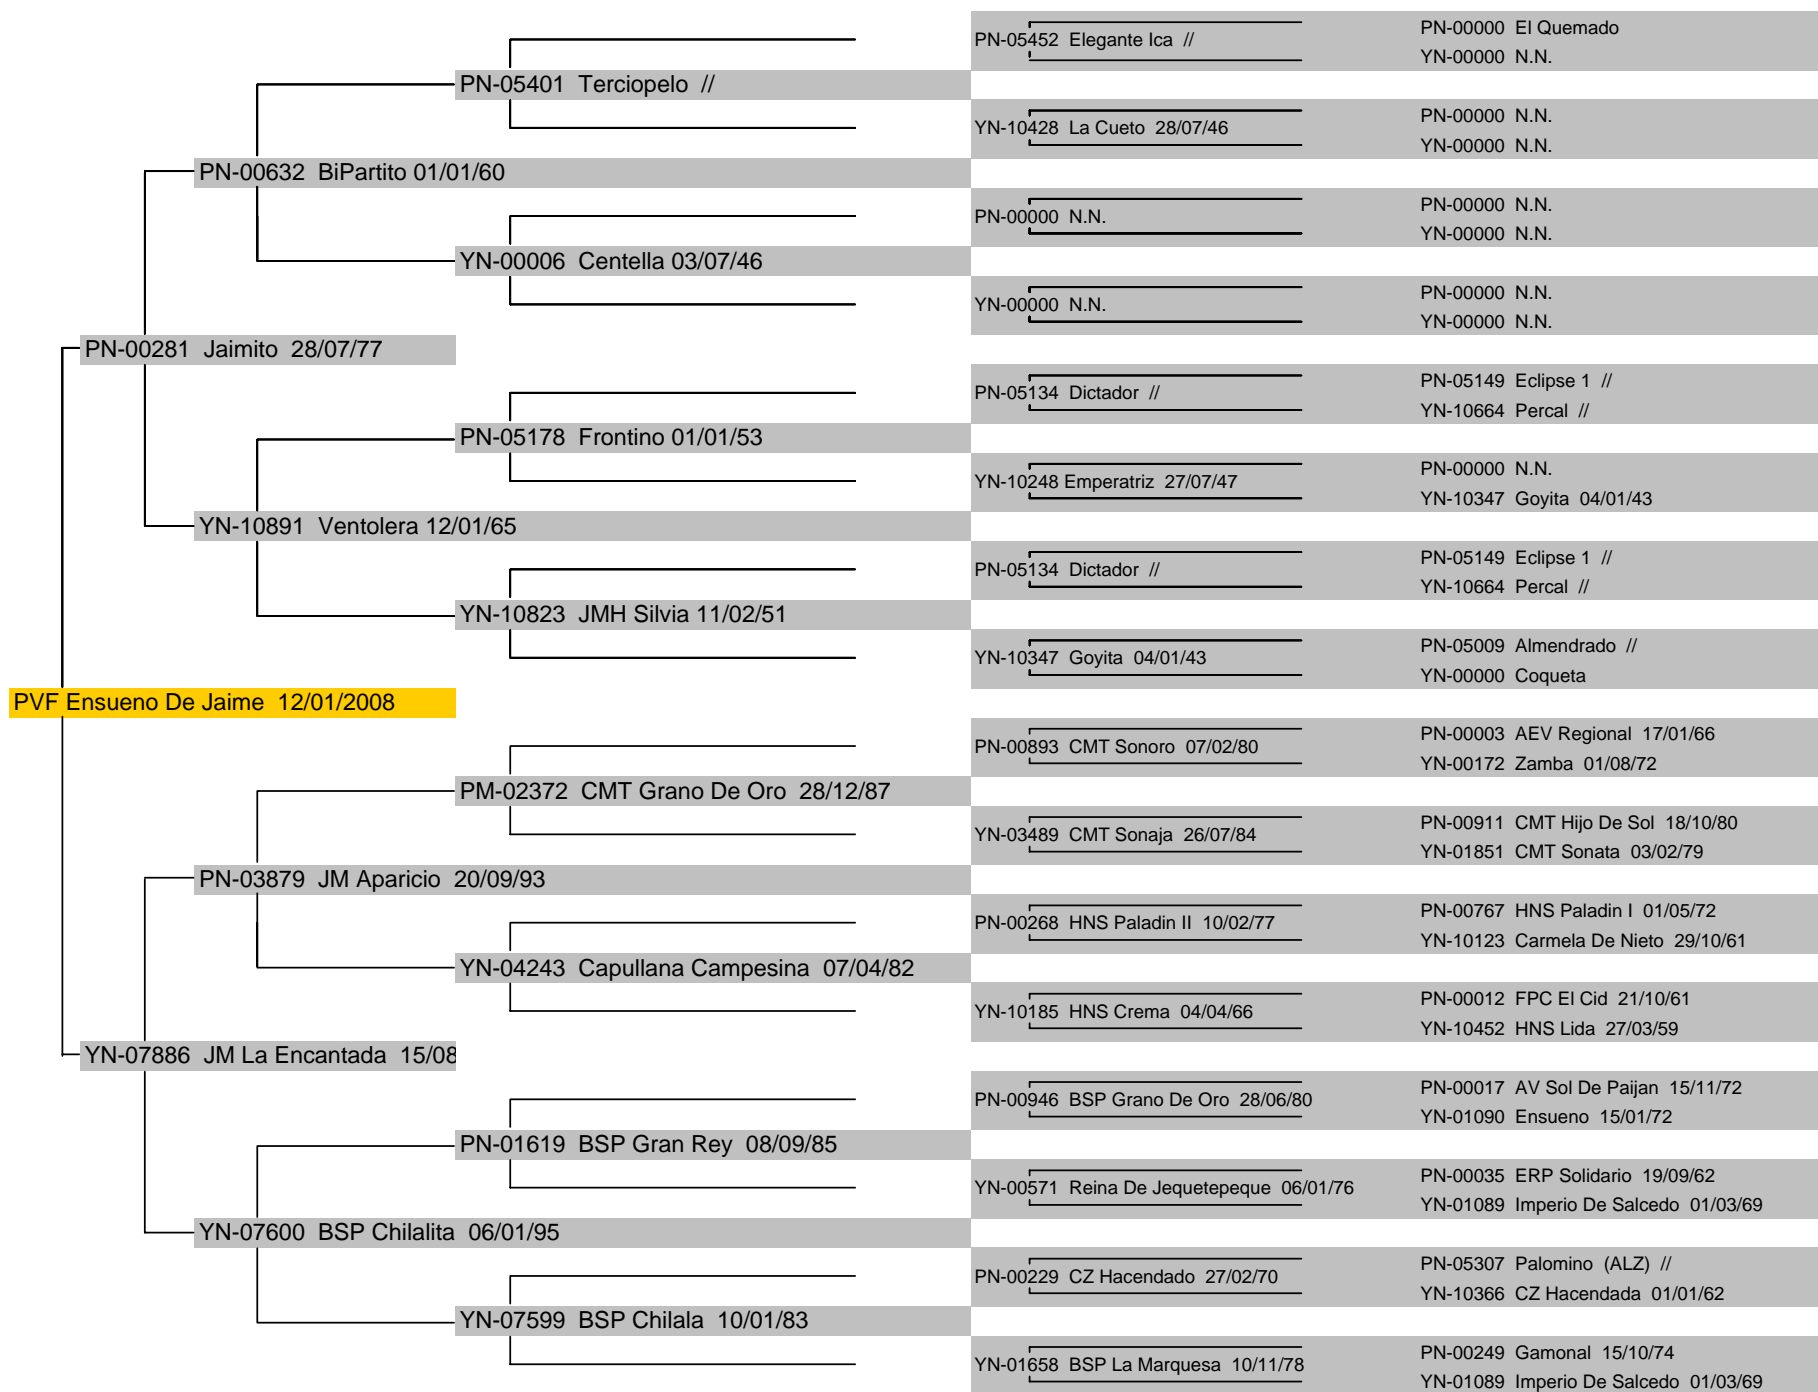 PN-05452 Elegante Ica //
PN-00000 El Quemado
YN-00000 N.N.
PN-05401 Terciopelo //
YN-10428 La Cueto 28/07/46
PN-00000 N.N.
YN-00000 N.N.
PN-00632 BiPartito 01/01/60
PN-00000 N.N.
PN-00000 N.N.
YN-00000 N.N.
YN-00006 Centella 03/07/46
YN-00000 N.N.
PN-00000 N.N.
YN-00000 N.N.
PN-00281 Jaimito 28/07/77
PN-05134 Dictador //
PN-05149 Eclipse 1 //
YN-10664 Percal //
PN-05178 Frontino 01/01/53
YN-10248 Emperatriz 27/07/47
PN-00000 N.N.
YN-10347 Goyita 04/01/43
YN-10891 Ventolera 12/01/65
PN-05134 Dictador //
PN-05149 Eclipse 1 //
YN-10664 Percal //
YN-10823 JMH Silvia 11/02/51
YN-10347 Goyita 04/01/43
PN-05009 Almendrado //
YN-00000 Coqueta
PVF Ensueno De Jaime 12/01/2008
PN-00893 CMT Sonoro 07/02/80
PN-00003 AEV Regional 17/01/66
YN-00172 Zamba 01/08/72
PM-02372 CMT Grano De Oro 28/12/87
YN-03489 CMT Sonaja 26/07/84
PN-00911 CMT Hijo De Sol 18/10/80
YN-01851 CMT Sonata 03/02/79
PN-03879 JM Aparicio 20/09/93
PN-00268 HNS Paladin II 10/02/77
PN-00767 HNS Paladin I 01/05/72
YN-10123 Carmela De Nieto 29/10/61
YN-04243 Capullana Campesina 07/04/82
YN-10185 HNS Crema 04/04/66
PN-00012 FPC El Cid 21/10/61
YN-10452 HNS Lida 27/03/59
YN-07886 JM La Encantada 15/08
PN-00946 BSP Grano De Oro 28/06/80
PN-00017 AV Sol De Paijan 15/11/72
YN-01090 Ensueno 15/01/72
PN-01619 BSP Gran Rey 08/09/85
YN-00571 Reina De Jequetepeque 06/01/76
PN-00035 ERP Solidario 19/09/62
YN-01089 Imperio De Salcedo 01/03/69
YN-07600 BSP Chilalita 06/01/95
PN-00229 CZ Hacendado 27/02/70
PN-05307 Palomino (ALZ) //
YN-10366 CZ Hacendada 01/01/62
YN-07599 BSP Chilala 10/01/83
YN-01658 BSP La Marquesa 10/11/78
PN-00249 Gamonal 15/10/74
YN-01089 Imperio De Salcedo 01/03/69